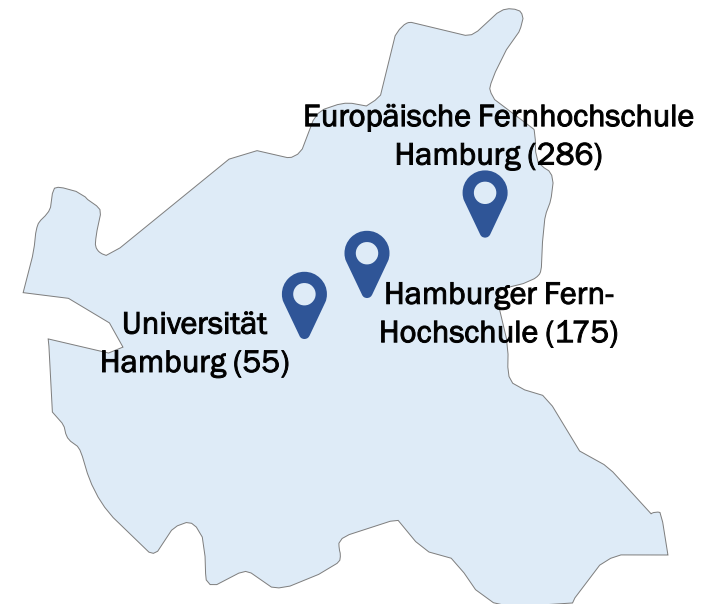 Europäische Fernhochschule
Hamburg (286)
Hamburger Fern-
Hochschule (175)
Universität
Hamburg (55)